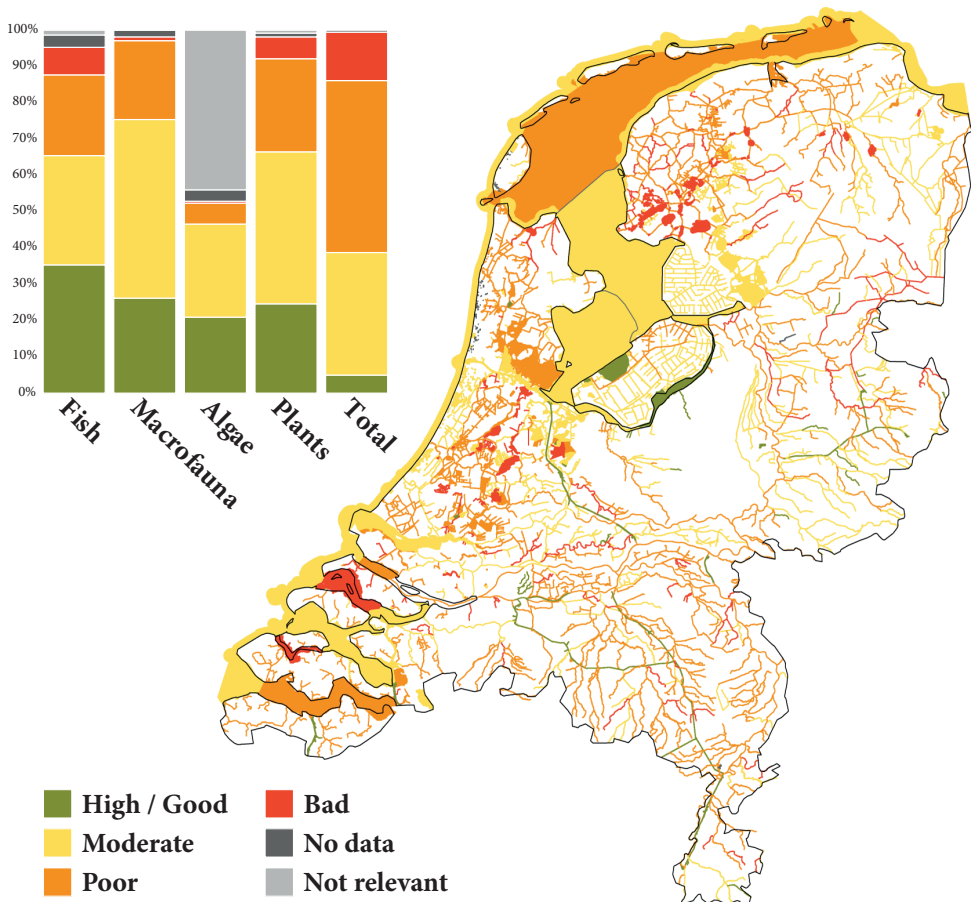 100%
90%
80%
70%
60%
50%
40%
30%
20%
10%
0%
Fish
Macrofauna
Algae
Plants
Total
High / Good
Moderate
Poor
Bad
No data
Not relevant